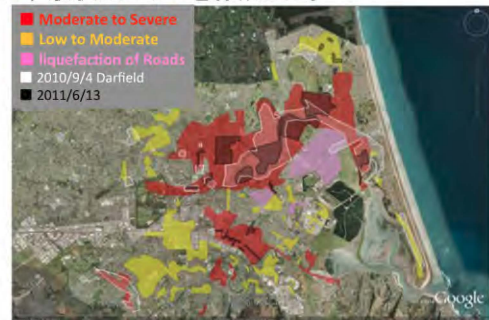 Moderate to Severe
Low to Moderate
liquefaction of Roads
2010/9/4 Darfield
2011/6/13
Google